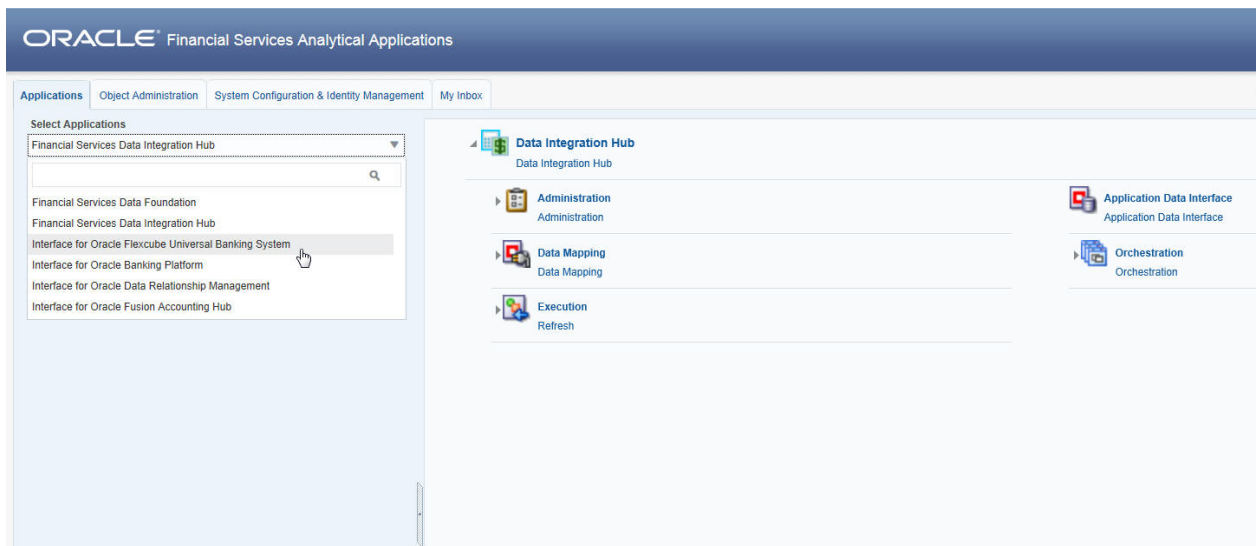 ORACLE® Financial Services Analytical Applications
Applications Object Administration System Configuration & Identity Management My Inbox
Select Applications
Financial Services Data Integration Hub
Financial Services Data Foundation
Financial Services Data Integration Hub
Interface for Oracle Flexcube Universal Banking System
Interface for Oracle Banking Platform
Interface for Oracle Data Relationship Management
Interface for Oracle Fusion Accounting Hub
Data Integration Hub
Data Integration Hub
Administration
Administration
Application Data Interface
Application Data Interface
Data Mapping
Data Mapping
Orchestration
Orchestration
Execution
Refresh